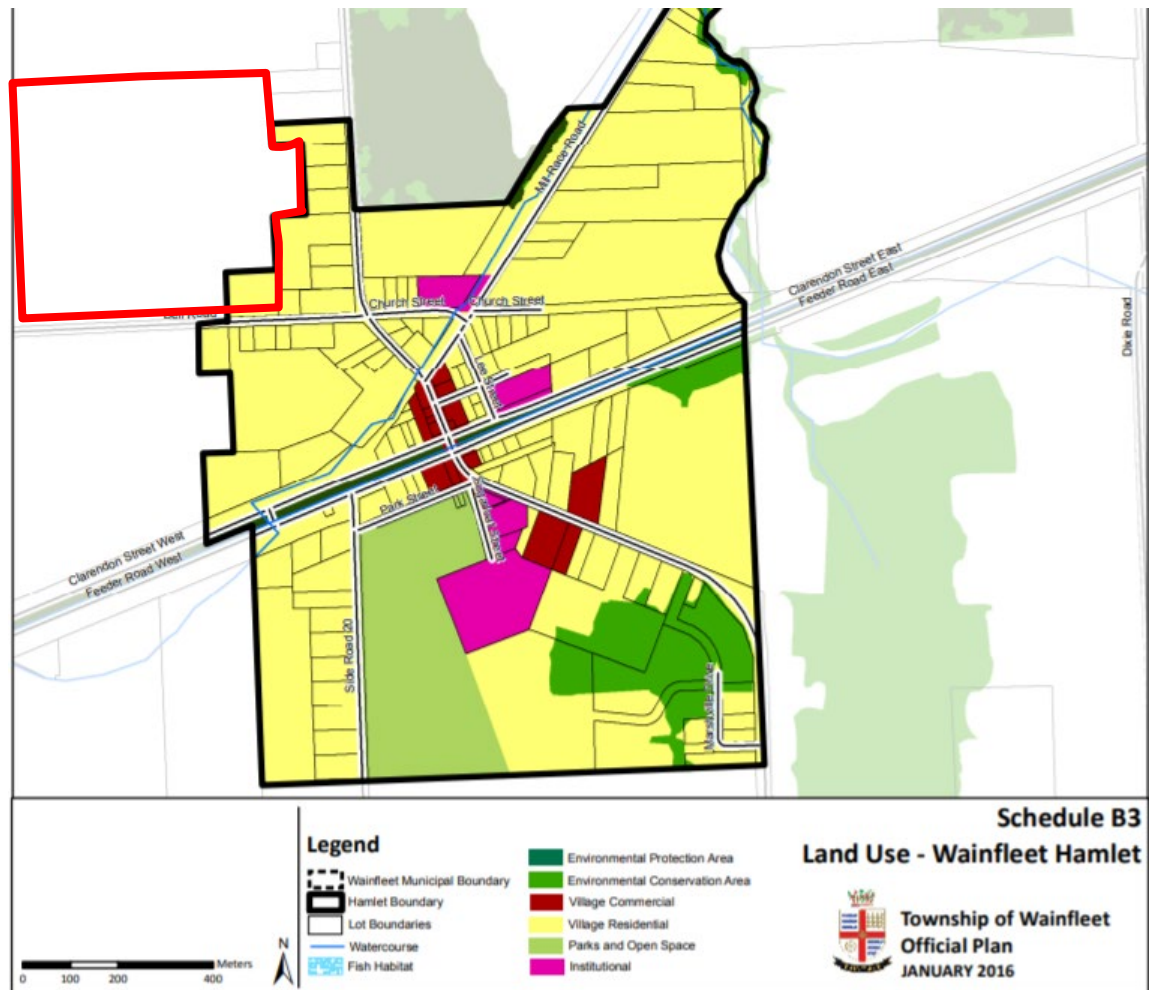 Mill Race Road
Clarendon Street East
Feeder Road East
Church Street
Church Street
Dixie Road
Lee Street
Park Street
Clarendon Street West
Feeder Road West
Side Road 20
Schedule B3
Land Use - Wainfleet Hamlet
Legend
Wainfleet Municipal Boundary
Hamlet Boundary
Lot Boundaries
Watercourse
Fish Habitat
Environmental Protection Area
Environmental Conservation Area
Village Commercial
Village Residential
Parks and Open Space
Institutional
N
Meters
0 100 200 400
Township of Wainfleet
Official Plan
JANUARY 2016